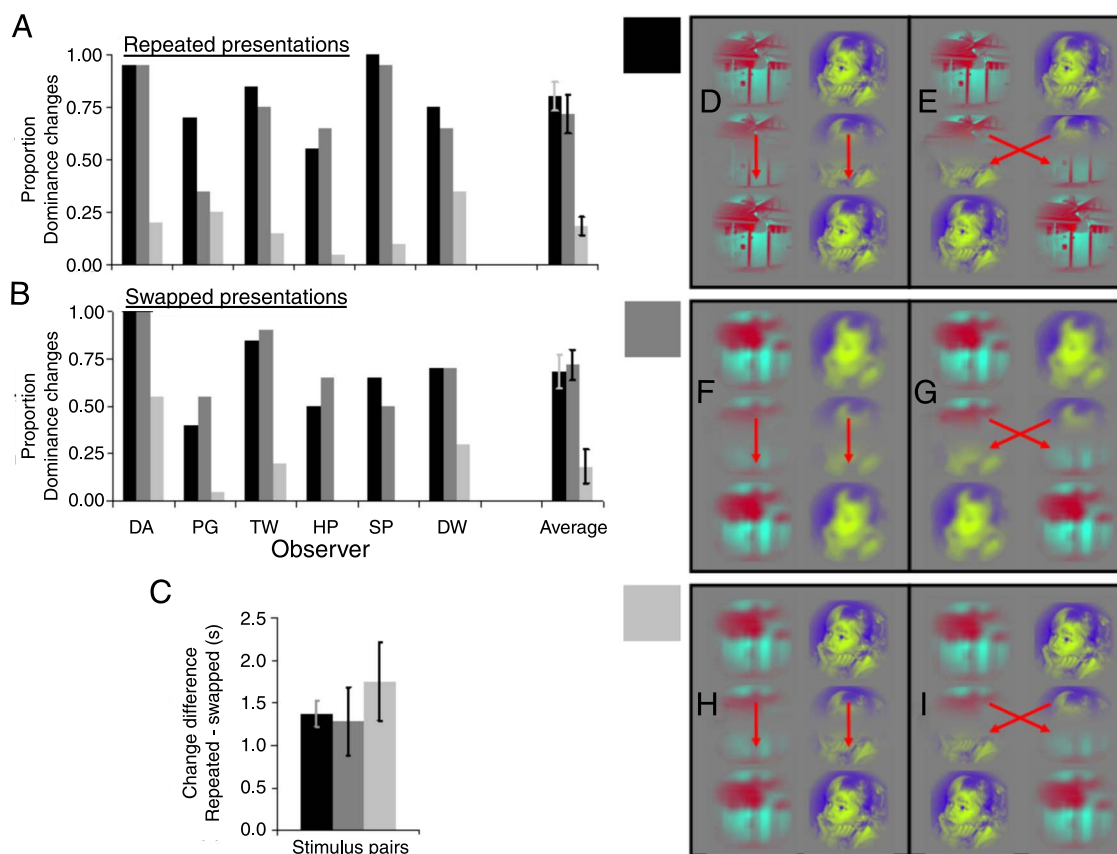 A
Repeated presentations
Proportion
Dominance changes
1.00
0.75
0.50
0.25
0.00
B
Swapped presentations
Proportion
Dominance changes
1.00
0.75
0.50
0.25
0.00
DA PG TW HP SP DW Average
Observer
C
Change difference
Repeated - swapped (s)
2.5
2.0
1.5
1.0
0.5
0.0
Stimulus pairs
D E
F G
H I